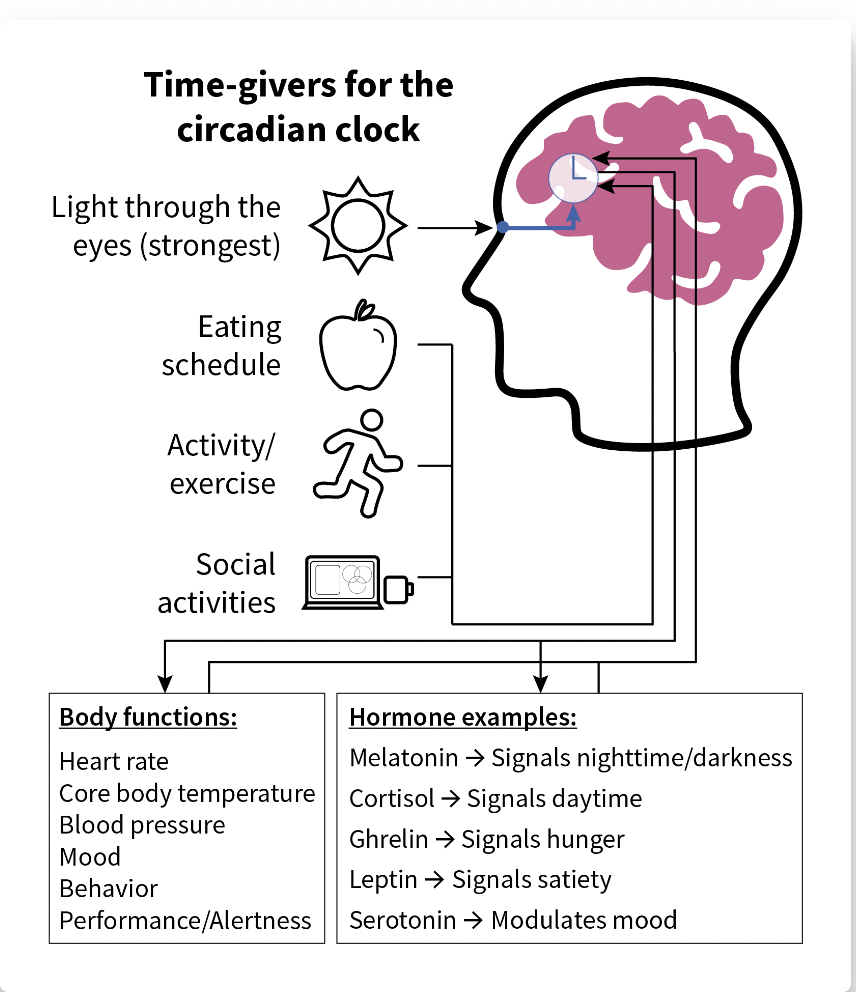 Time-givers for the
circadian clock
Light through the
eyes (strongest)
Eating
schedule
Activity/
exercise
Social
activities
Body functions:
Heart rate
Core body temperature
Blood pressure
Mood
Behavior
Performance/Alertness
Hormone examples:
Melatonin → Signals nighttime/darkness
Cortisol → Signals daytime
Ghrelin → Signals hunger
Leptin → Signals satiety
Serotonin → Modulates mood